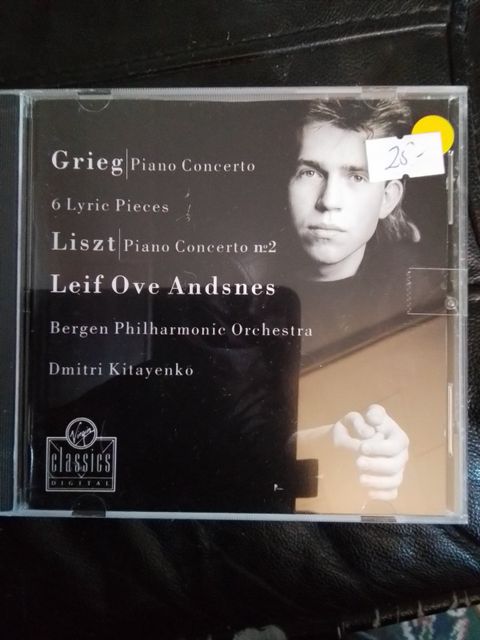 Grieg|Piano Concerto
25.-
6 Lyric Pieces
Liszt|Piano Concerto nº2
Leif Ove Andsnes
Bergen Philharmonic Orchestra
Dmitri Kitayenko
Virgin
classics
DIGITAL